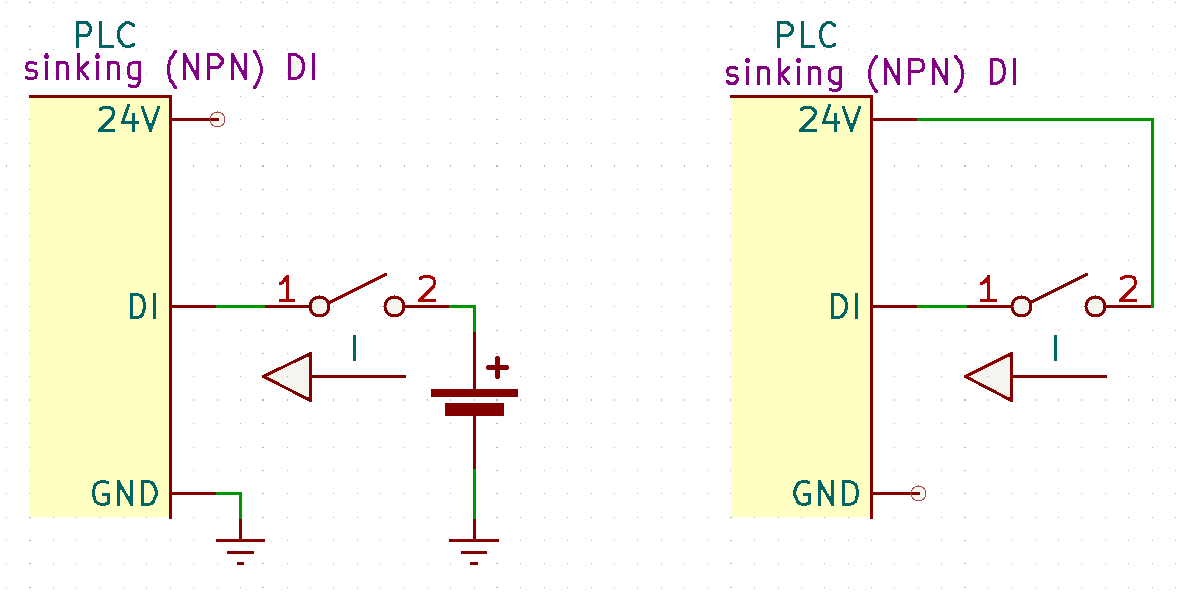 PLC
sinking (NPN) DI
24V
DI
1
2
I
+
GND
PLC
sinking (NPN) DI
24V
DI
1
2
I
GND